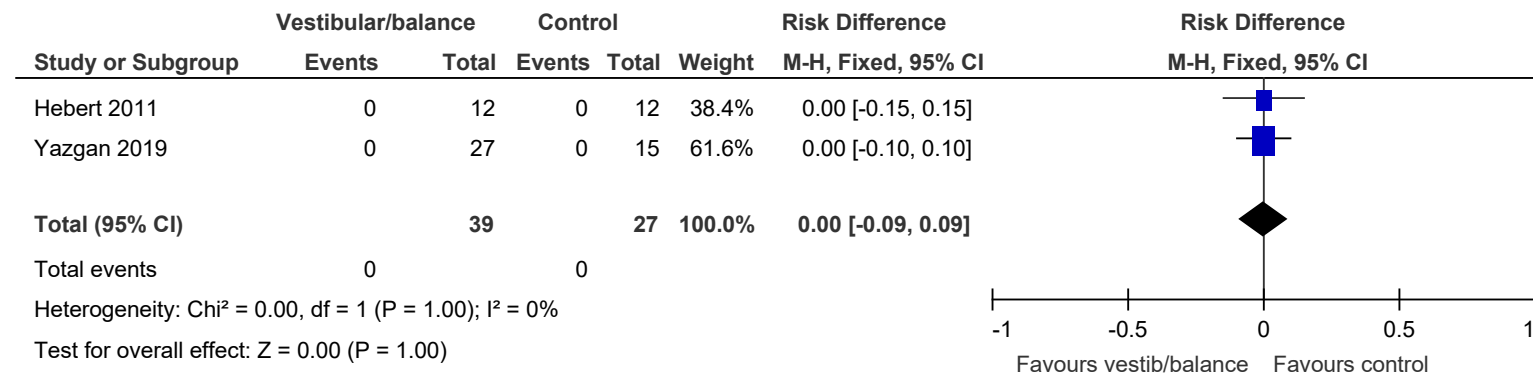 Vestibular/balance Control Risk Difference Risk Difference
Study or Subgroup Events Total Events Total Weight M-H, Fixed, 95% CI M-H, Fixed, 95% CI
Hebert 2011 0 12 0 12 38.4% 0.00 [-0.15, 0.15]
Yazgan 2019 0 27 0 15 61.6% 0.00 [-0.10, 0.10]
Total (95% CI) 39 27 100.0% 0.00 [-0.09, 0.09]
Total events 0 0
Heterogeneity: Chi² = 0.00, df = 1 (P = 1.00); I² = 0%
Test for overall effect: Z = 0.00 (P = 1.00)
-1 -0.5 0 0.5 1
Favours vestib/balance Favours control